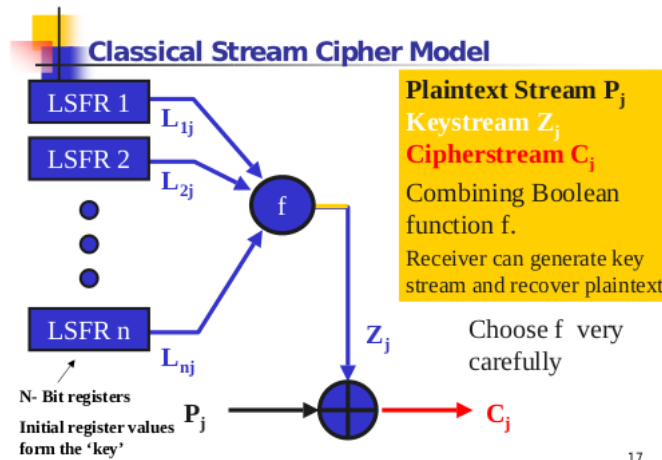 Classical Stream Cipher Model
LSFR 1
L1j
LSFR 2
L2j
f
LSFR n
Lnj
Zj
N- Bit registers
Initial register values
form the ‘key’
Pj
Cj
Plaintext Stream Pj
Keystream Zj
Cipherstream Cj
Combining Boolean
function f.
Receiver can generate key
stream and recover plaintext
Choose f very
carefully
17